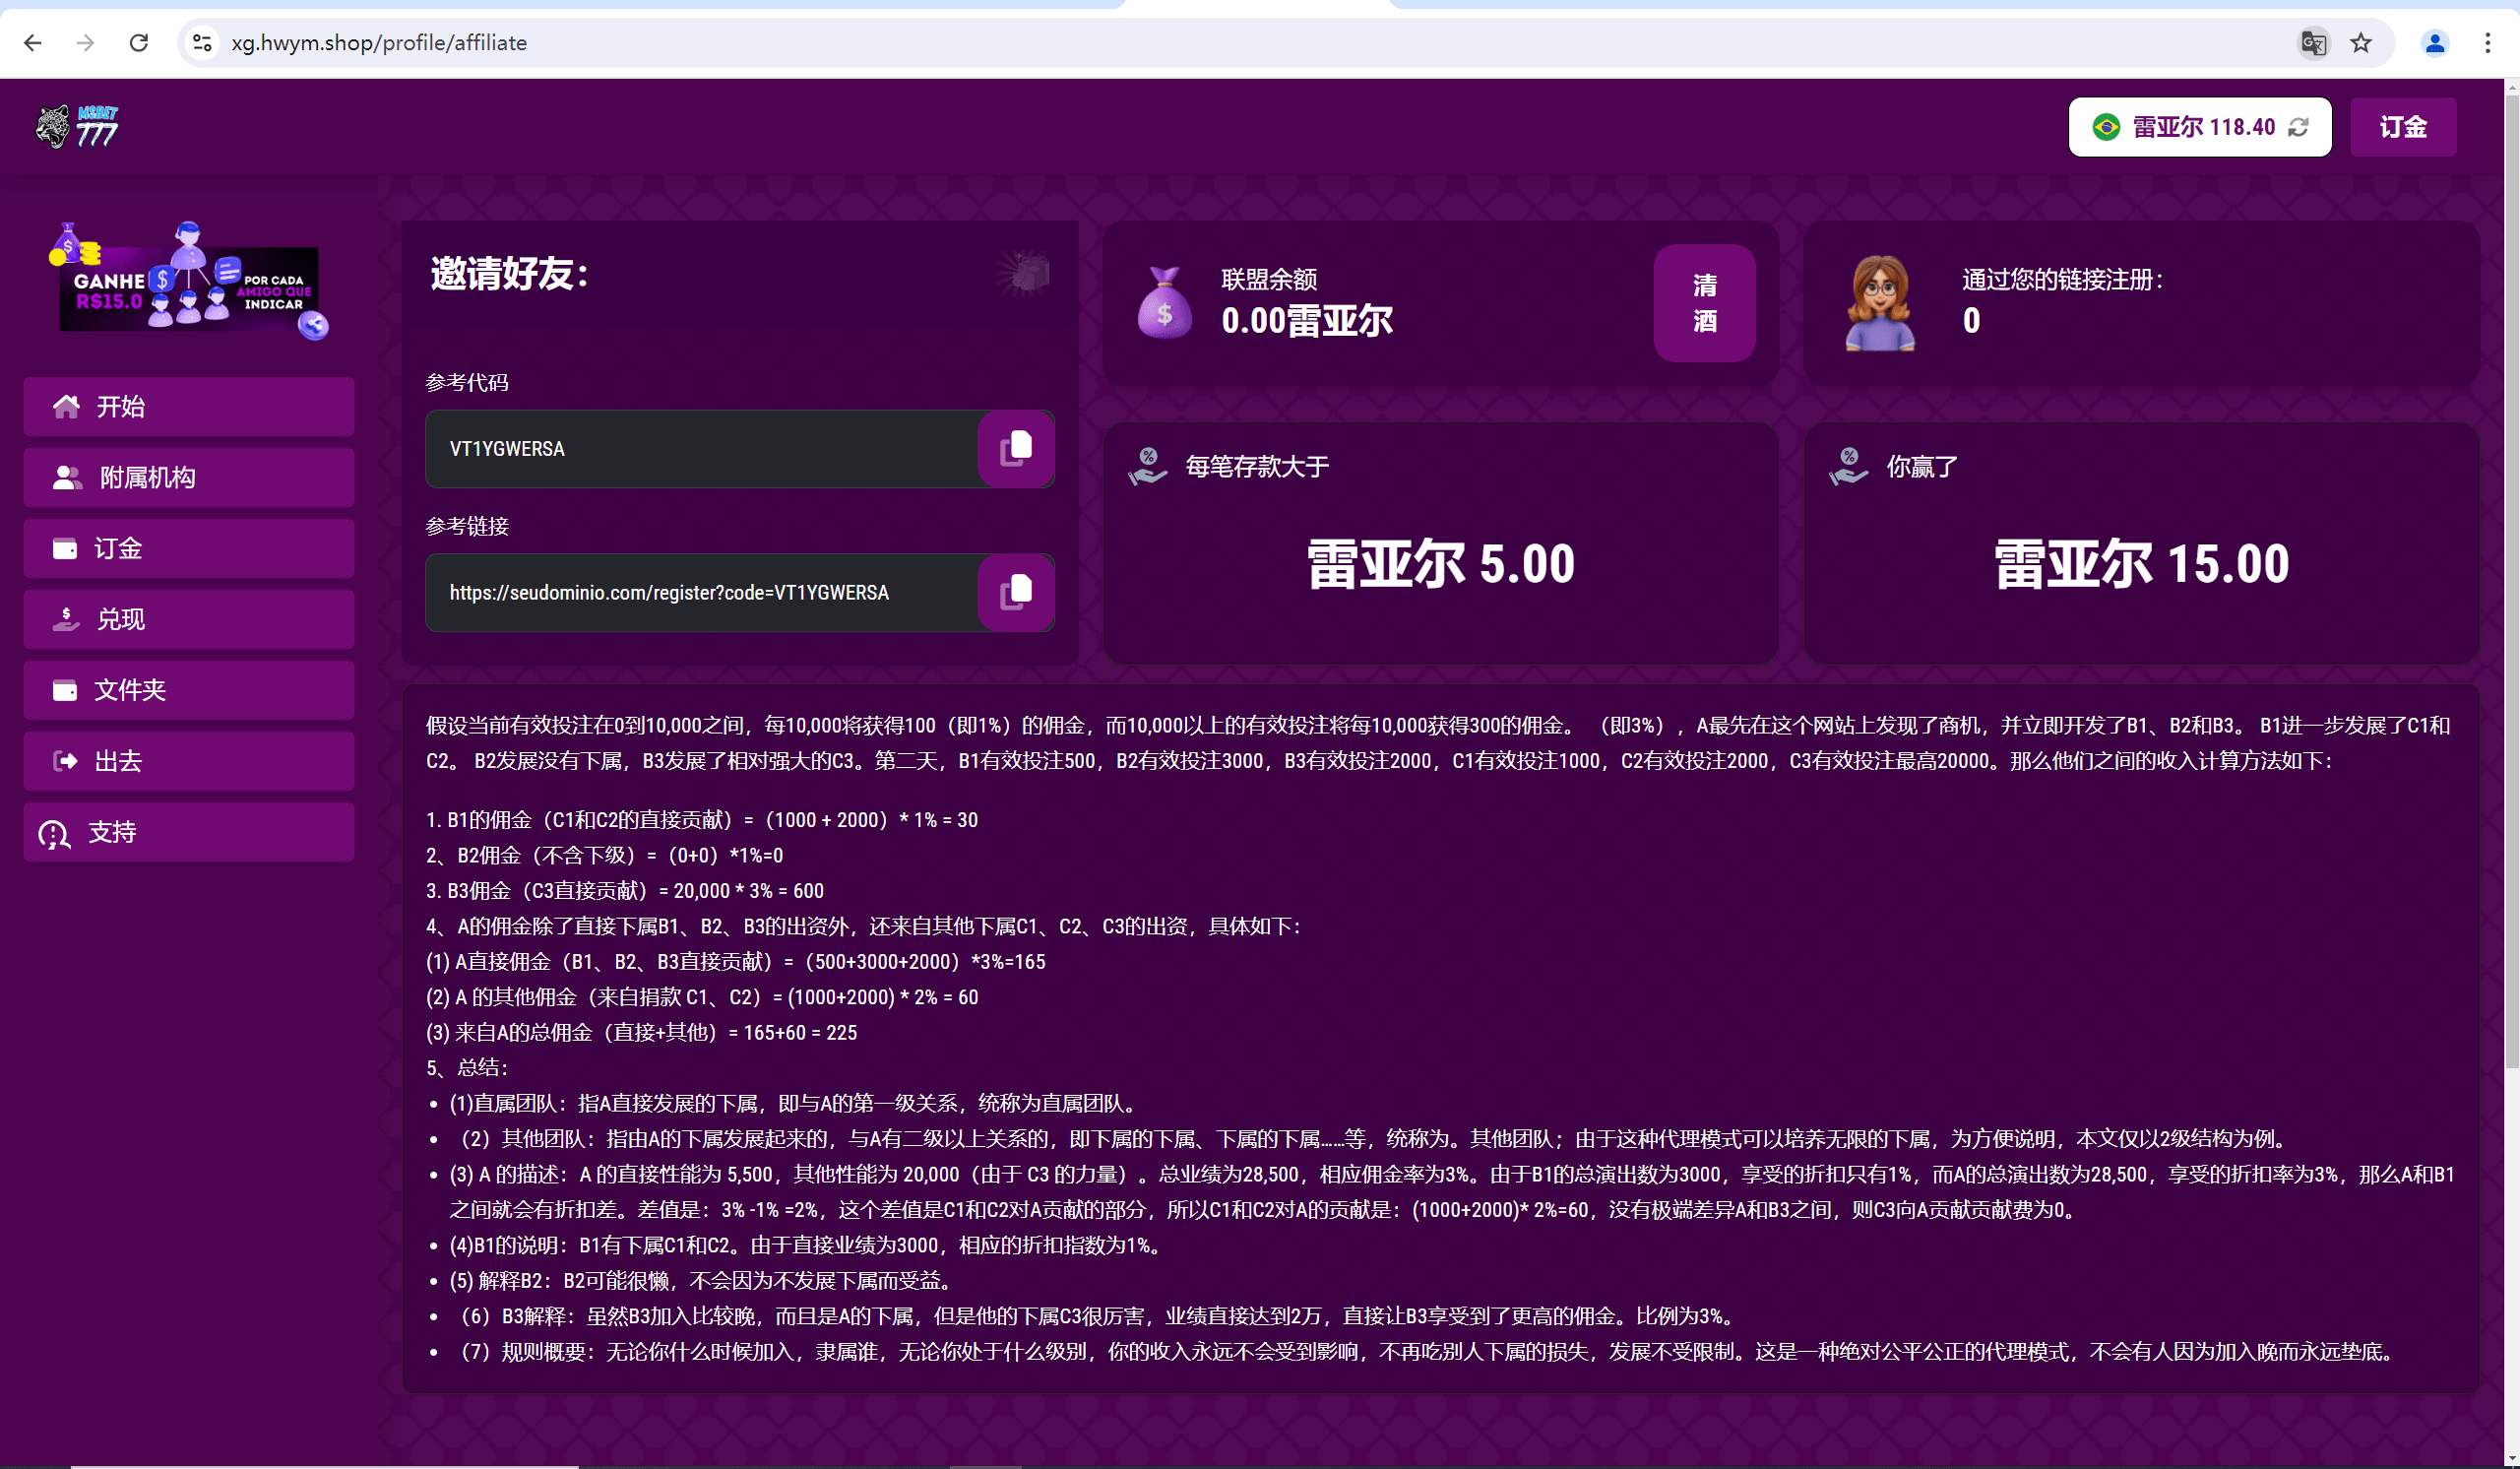 xg.hwym.shop/profile/affiliate
M$BET
777
雷亚尔 118.40
订金
GANHE
R$15.0
POR CADA
AMIGO QUE
INDICAR
开始
附属机构
订金
兑现
文件夹
出去
支持
邀请好友：
参考代码
VT1YGWERSA
参考链接
https://seudominio.com/register?code=VT1YGWERSA
联盟余额
0.00雷亚尔
清
酒
通过您的链接注册：
0
每笔存款大于
雷亚尔 5.00
你赢了
雷亚尔 15.00
假设当前有效投注在0到10,000之间，每10,000将获得100（即1%）的佣金，而10,000以上的有效投注将每10,000获得300的佣金。 （即3%），A最先在这个网站上发现了商机，并立即开发了B1、B2和B3。 B1进一步发展了C1和
C2。 B2发展没有下属，B3发展了相对强大的C3。第二天，B1有效投注500，B2有效投注3000，B3有效投注2000，C1有效投注1000，C2有效投注2000，C3有效投注最高20000。那么他们之间的收入计算方法如下：
1. B1的佣金（C1和C2的直接贡献）=（1000 + 2000）* 1% = 30
2、B2佣金（不含下级）=（0+0）*1%=0
3. B3佣金（C3直接贡献）= 20,000 * 3% = 600
4、A的佣金除了直接下属B1、B2、B3的出资外，还来自其他下属C1、C2、C3的出资，具体如下：
(1) A直接佣金（B1、B2、B3直接贡献）=（500+3000+2000）*3%=165
(2) A 的其他佣金（来自捐款 C1、C2）= (1000+2000) * 2% = 60
(3) 来自A的总佣金（直接+其他）= 165+60 = 225
5、总结：
• (1)直属团队：指A直接发展的下属，即与A的第一级关系，统称为直属团队。
• （2）其他团队：指由A的下属发展起来的，与A有二级以上关系的，即下属的下属、下属的下属……等，统称为。其他团队；由于这种代理模式可以培养无限的下属，为方便说明，本文仅以2级结构为例。
• (3) A 的描述：A 的直接性能为 5,500，其他性能为 20,000（由于 C3 的力量）。总业绩为28,500，相应佣金率为3%。由于B1的总演出数为3000，享受的折扣只有1%，而A的总演出数为28,500，享受的折扣率为3%，那么A和B1
之间就会有折扣差。差值是：3% -1% =2%，这个差值是C1和C2对A贡献的部分，所以C1和C2对A的贡献是：(1000+2000)* 2%=60，没有极端差异A和B3之间，则C3向A贡献贡献费为0。
• (4)B1的说明：B1有下属C1和C2。由于直接业绩为3000，相应的折扣指数为1%。
• (5) 解释B2：B2可能很懒，不会因为不发展下属而受益。
• （6）B3解释：虽然B3加入比较晚，而且是A的下属，但是他的下属C3很厉害，业绩直接达到2万，直接让B3享受到了更高的佣金。比例为3%。
• （7）规则概要：无论你什么时候加入，隶属谁，无论你处于什么级别，你的收入永远不会受到影响，不再吃别人下属的损失，发展不受限制。这是一种绝对公平公正的代理模式，不会有人因为加入晚而永远垫底。